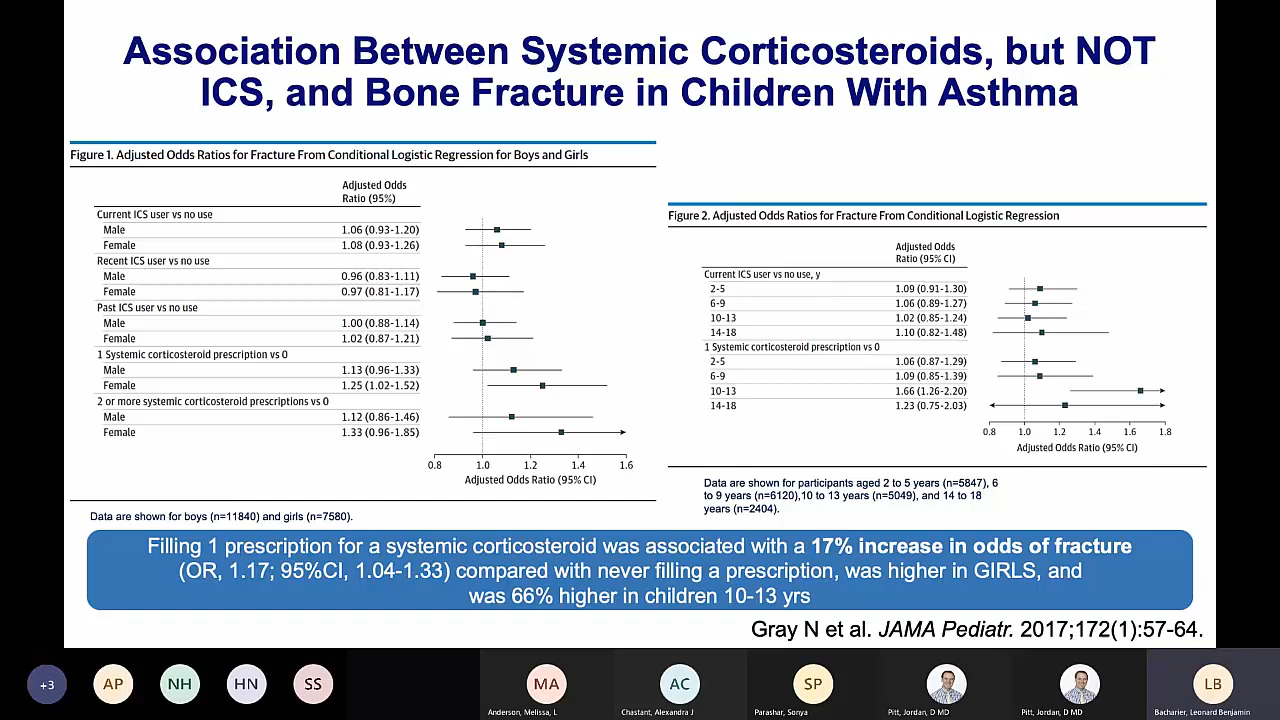 Association Between Systemic Corticosteroids, but NOT
ICS, and Bone Fracture in Children With Asthma
Figure 1. Adjusted Odds Ratios for Fracture From Conditional Logistic Regression for Boys and Girls
Adjusted Odds
Ratio (95%)
Current ICS user vs no use
Male 1.06 (0.93-1.20)
Female 1.08 (0.93-1.26)
Recent ICS user vs no use
Male 0.96 (0.83-1.11)
Female 0.97 (0.81-1.17)
Past ICS user vs no use
Male 1.00 (0.88-1.14)
Female 1.02 (0.87-1.21)
1 Systemic corticosteroid prescription vs 0
Male 1.13 (0.96-1.33)
Female 1.25 (1.02-1.52)
2 or more systemic corticosteroid prescriptions vs 0
Male 1.12 (0.86-1.46)
Female 1.33 (0.96-1.85)
0.8 1.0 1.2 1.4 1.6
Adjusted Odds Ratio (95% CI)
Data are shown for boys (n=11840) and girls (n=7580).
Figure 2. Adjusted Odds Ratios for Fracture From Conditional Logistic Regression
Adjusted Odds
Ratio (95% CI)
Current ICS user vs no use, y
2-5 1.09 (0.91-1.30)
6-9 1.06 (0.89-1.27)
10-13 1.02 (0.85-1.24)
14-18 1.10 (0.82-1.48)
1 Systemic corticosteroid prescription vs 0
2-5 1.06 (0.87-1.29)
6-9 1.09 (0.85-1.39)
10-13 1.66 (1.26-2.20)
14-18 1.23 (0.75-2.03)
0.8 1.0 1.2 1.4 1.6 1.8
Adjusted Odds Ratio (95% CI)
Data are shown for participants aged 2 to 5 years (n=5847), 6
to 9 years (n=6120),10 to 13 years (n=5049), and 14 to 18
years (n=2404).
Filling 1 prescription for a systemic corticosteroid was associated with a 17% increase in odds of fracture
(OR, 1.17; 95%CI, 1.04-1.33) compared with never filling a prescription, was higher in GIRLS, and
was 66% higher in children 10-13 yrs
Gray N et al. JAMA Pediatr. 2017;172(1):57-64.
+3 AP NH HN SS MA AC SP LB
Anderson, Melissa, L Chastant, Alexandra J Parashar, Sonya Pitt, Jordan, D MD Pitt, Jordan, D MD Bacharier, Leonard Benjamin